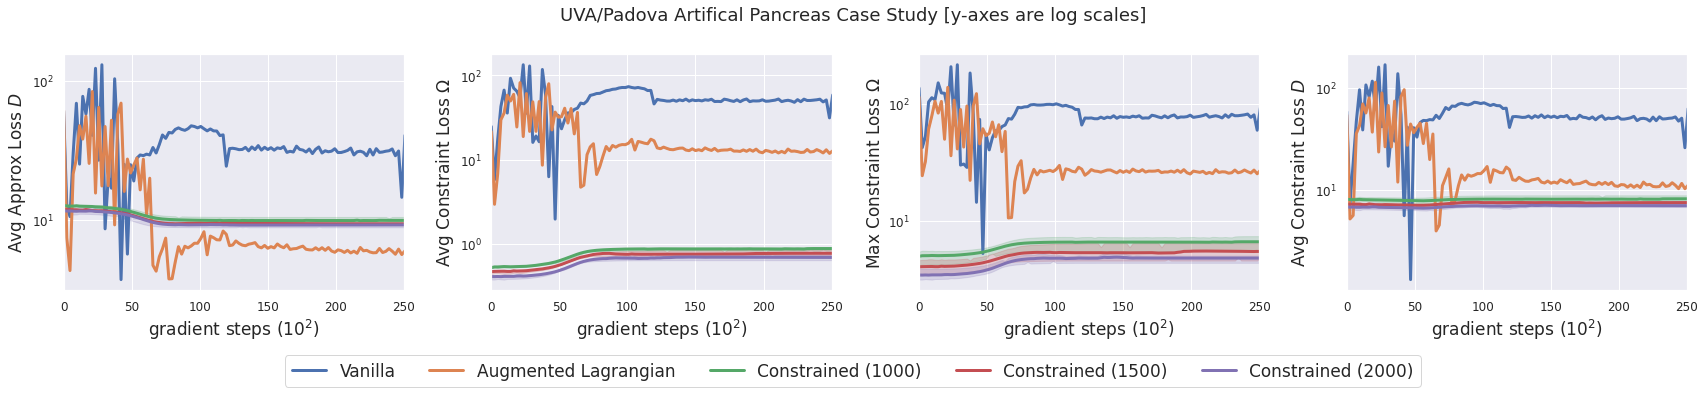 UVA/Padova Artifical Pancreas Case Study [y-axes are log scales]
Avg Approx Loss D
10²
10¹
0 50 100 150 200 250
gradient steps (10²)
Avg Constraint Loss Ω
10²
10¹
10⁰
0 50 100 150 200 250
gradient steps (10²)
Max Constraint Loss Ω
10²
10¹
0 50 100 150 200 250
gradient steps (10²)
Avg Constraint Loss D
10²
10¹
0 50 100 150 200 250
gradient steps (10²)
Vanilla Augmented Lagrangian Constrained (1000) Constrained (1500) Constrained (2000)